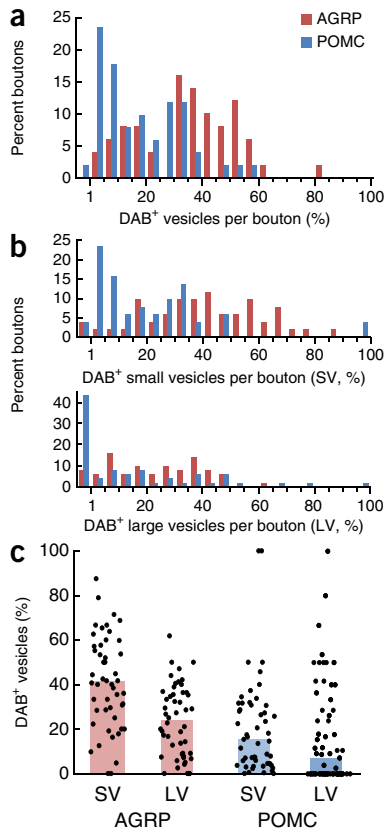 a
AGRP
POMC
Percent boutons
25
20
15
10
5
0
1 20 40 60 80 100
DAB+ vesicles per bouton (%)
b
Percent boutons
25
20
15
10
5
0
1 20 40 60 80 100
DAB+ small vesicles per bouton (SV, %)
40
30
20
10
0
1 20 40 60 80 100
DAB+ large vesicles per bouton (LV, %)
c
DAB+ vesicles (%)
100
80
60
40
20
0
SV LV SV LV
AGRP POMC